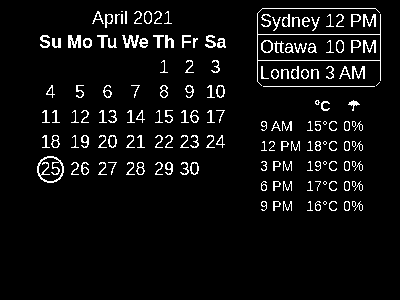 April 2021
Su Mo Tu We Th Fr Sa
1 2 3
4 5 6 7 8 9 10
11 12 13 14 15 16 17
18 19 20 21 22 23 24
25 26 27 28 29 30
Sydney 12 PM
Ottawa 10 PM
London 3 AM
°C ☂
9 AM 15°C 0%
12 PM 18°C 0%
3 PM 19°C 0%
6 PM 17°C 0%
9 PM 16°C 0%